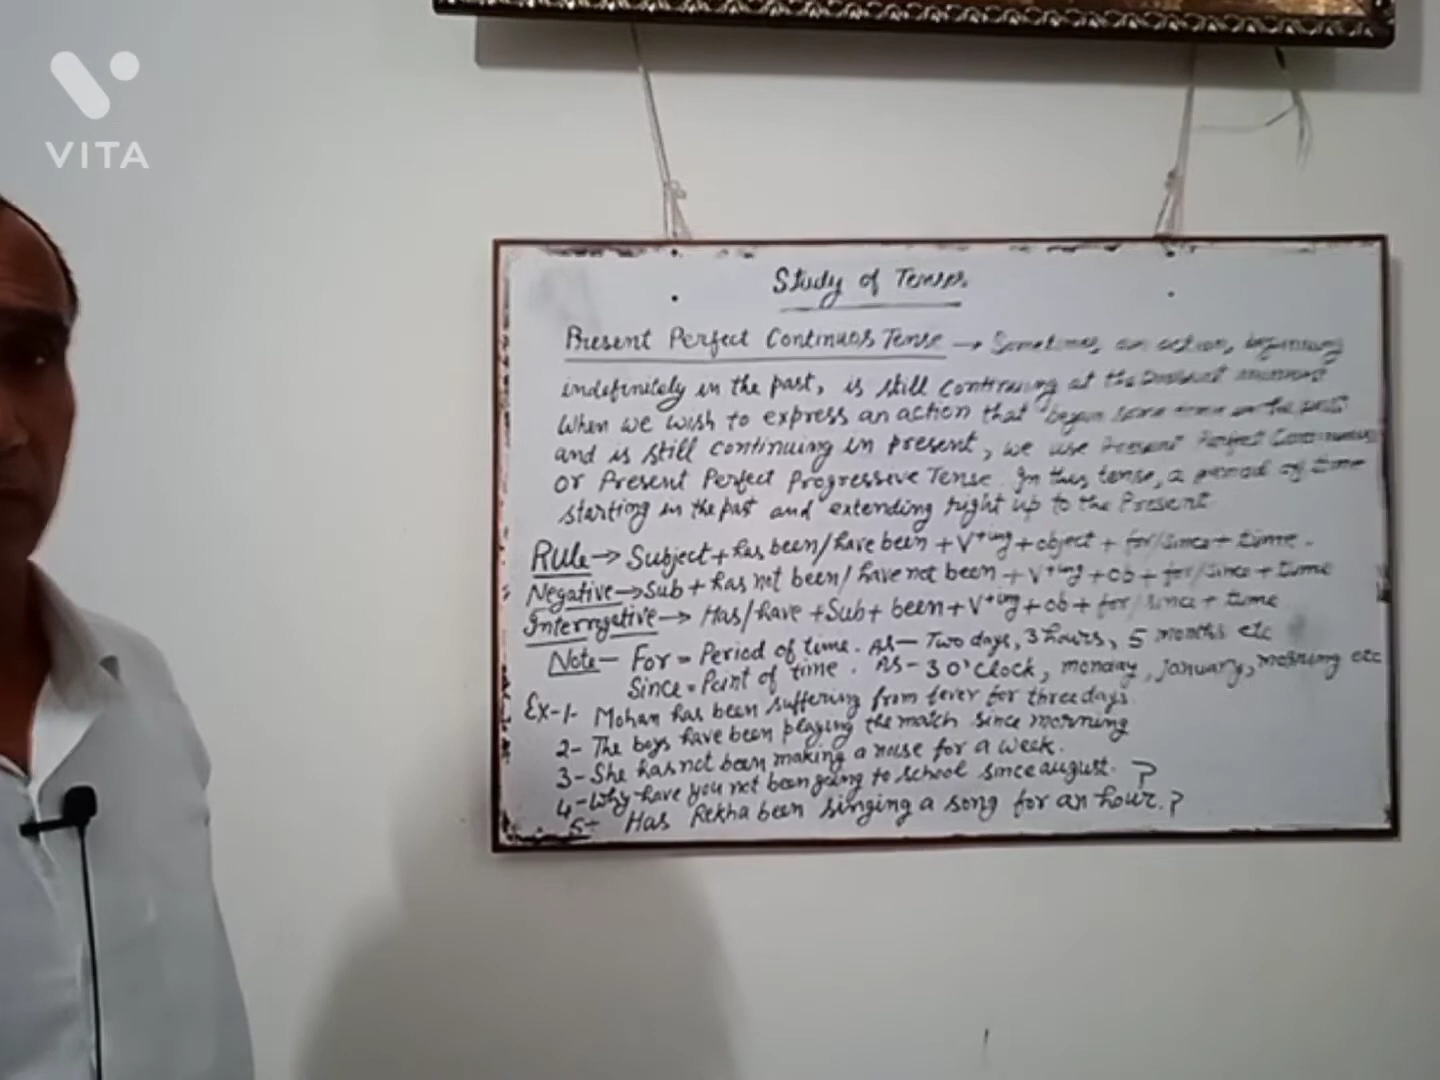 VITA
Study of Tenses.
Present Perfect Continuos Tense → Sometimes, an action, beginning
indefinitely in the past, is still continuing at the present moment
When we wish to express an action that began some time in the past
and is still continuing in present, we use Present Perfect Continuous
or Present Perfect Progressive Tense. In this tense, a period of time
starting in the past and extending right up to the Present
Rule → Subject + has been/have been + V+ing + object + for/since + time.
Negative → Sub + has not been/have not been + V+ing + ob + for/since + time
Interrogative → Has/have + Sub + been + V+ing + ob + for/since + time
Note - For = Period of time. As - Two days, 3 hours, 5 months etc
Since = Point of time. As - 3 O'Clock, monday, january, morning etc
Ex-1- Mohan has been suffering from fever for three days.
2- The boys have been playing the match since morning
3- She has not been making a noise for a week.
4- Why have you not been going to school since august. ?
5- Has Rekha been singing a song for an hour. ?